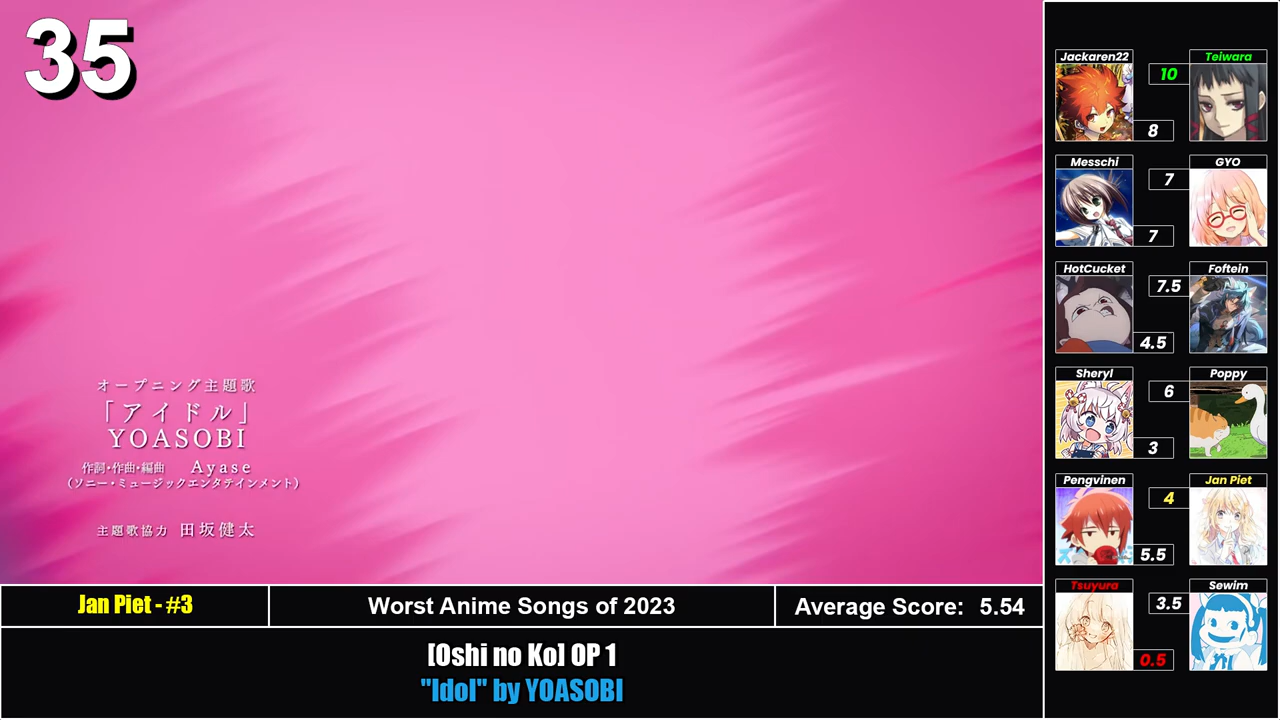 35
オープニング主題歌
「アイドル」
YOASOBI
作詞・作曲・編曲 Ayase
（ソニー・ミュージックエンタテインメント）
主題歌協力 田坂健太
Jan Piet - #3
Worst Anime Songs of 2023
Average Score: 5.54
[Oshi no Ko] OP 1
"Idol" by YOASOBI
Jackaren22
Teiwara
10
8
Messchi
GYO
7
7
HotCucket
Foftein
7.5
4.5
Sheryl
Poppy
6
3
Pengvinen
Jan Piet
4
5.5
Tsuyura
Sewim
3.5
0.5